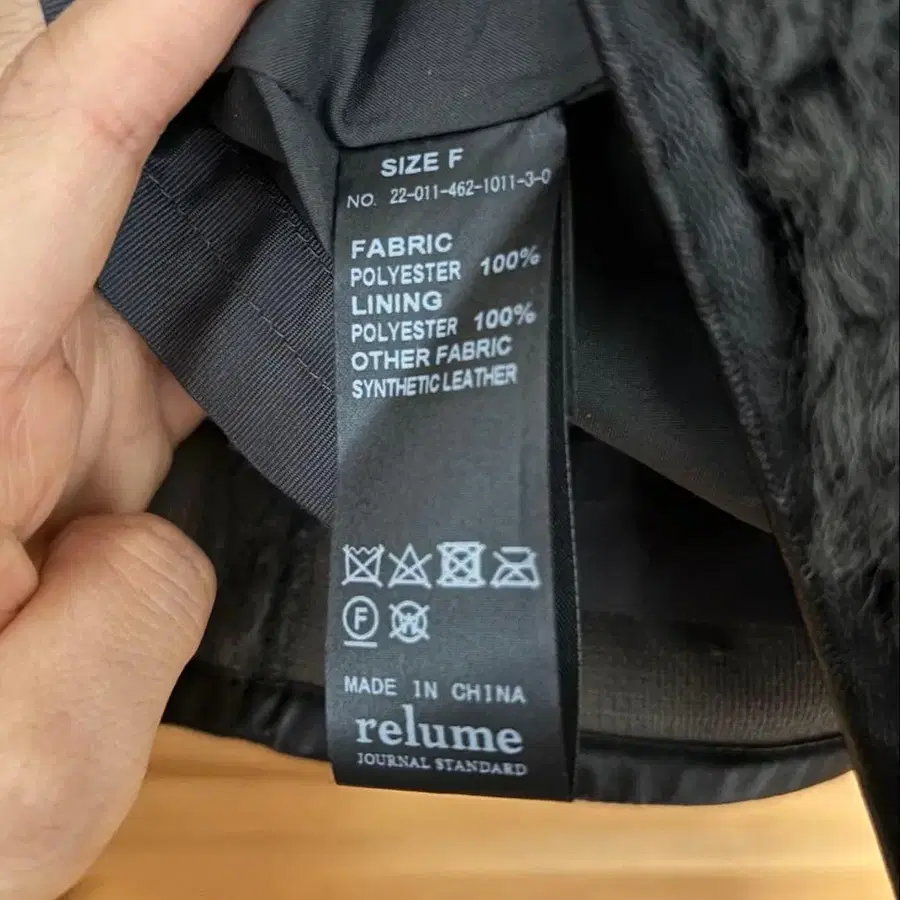 SIZE F
NO. 22-011-462-1011-3-0
FABRIC
POLYESTER 100%
LINING
POLYESTER 100%
OTHER FABRIC
SYNTHETIC LEATHER
F W
MADE IN CHINA
relume
JOURNAL STANDARD